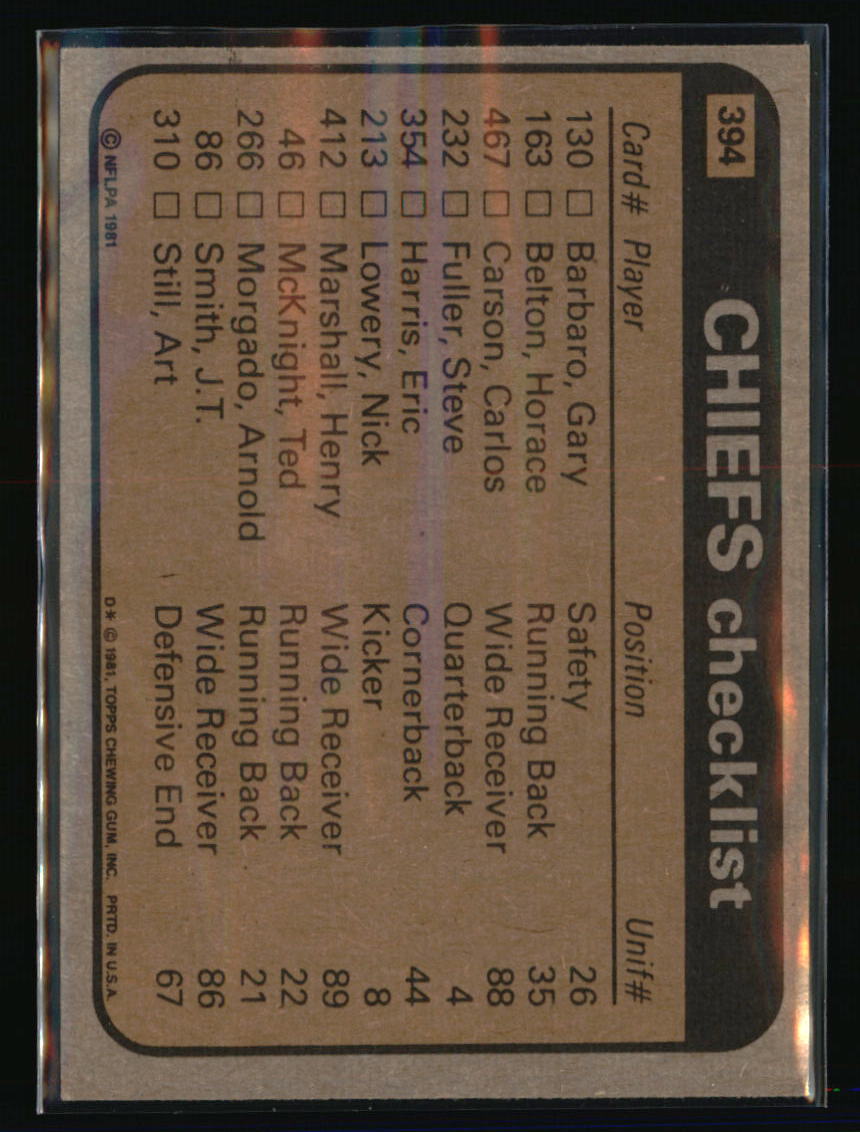 394 CHIEFS checklist
Card# Player Position Unif#
130 □ Barbaro, Gary Safety 26
163 □ Belton, Horace Running Back 35
467 □ Carson, Carlos Wide Receiver 88
232 □ Fuller, Steve Quarterback 4
354 □ Harris, Eric Cornerback 44
213 □ Lowery, Nick Kicker 8
412 □ Marshall, Henry Wide Receiver 89
46 □ McKnight, Ted Running Back 22
266 □ Morgado, Arnold Running Back 21
86 □ Smith, J.T. Wide Receiver 86
310 □ Still, Art Defensive End 67
© NFLPA 1981 D* © 1981, TOPPS CHEWING GUM, INC. PRTD. IN U.S.A.